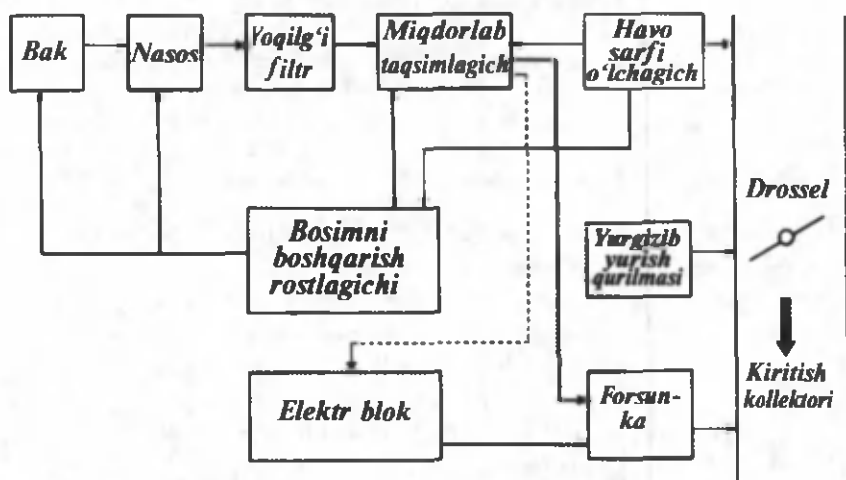 Bak
Nasos
Yoqilg‘i
filtr
Miqdorlab
taqsimlagich
Havo
sarfi
o‘lchagich
Drossel
Bosimni
boshqarish
rostlagichi
Yurgizib
yurish
qurilmasi
Kiritish
kollektori
Elektr blok
Forsun-
ka